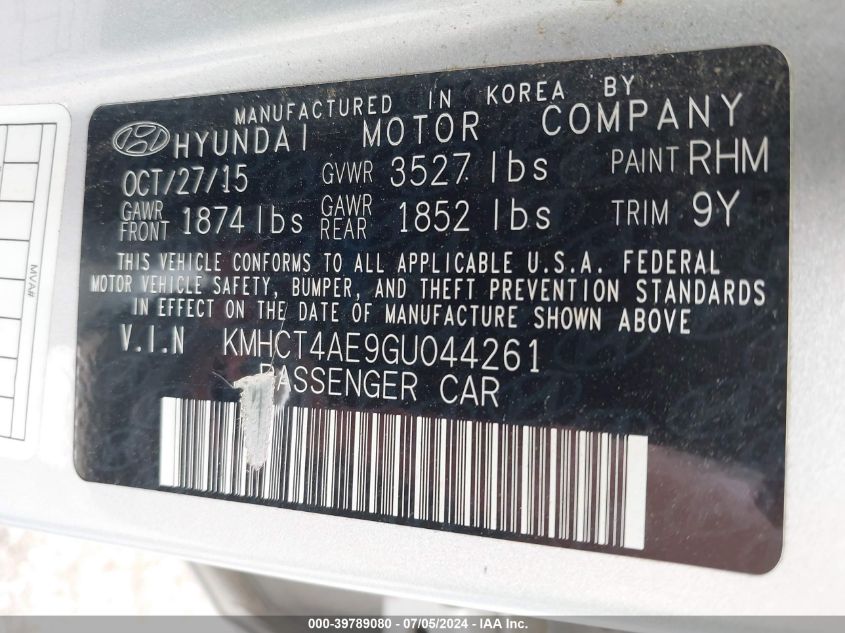 MANUFACTURED IN KOREA BY
HYUNDAI MOTOR COMPANY
OCT/27/15 GVWR 3527 lbs PAINT RHM
GAWR FRONT 1874 lbs GAWR REAR 1852 lbs TRIM 9Y
THIS VEHICLE CONFORMS TO ALL APPLICABLE U.S.A. FEDERAL
MOTOR VEHICLE SAFETY, BUMPER, AND THEFT PREVENTION STANDARDS
IN EFFECT ON THE DATE OF MANUFACTURE SHOWN ABOVE
V.I.N KMHCT4AE9GU044261
PASSENGER CAR
MVA#
000-39789080 - 07/05/2024 - IAAI.com